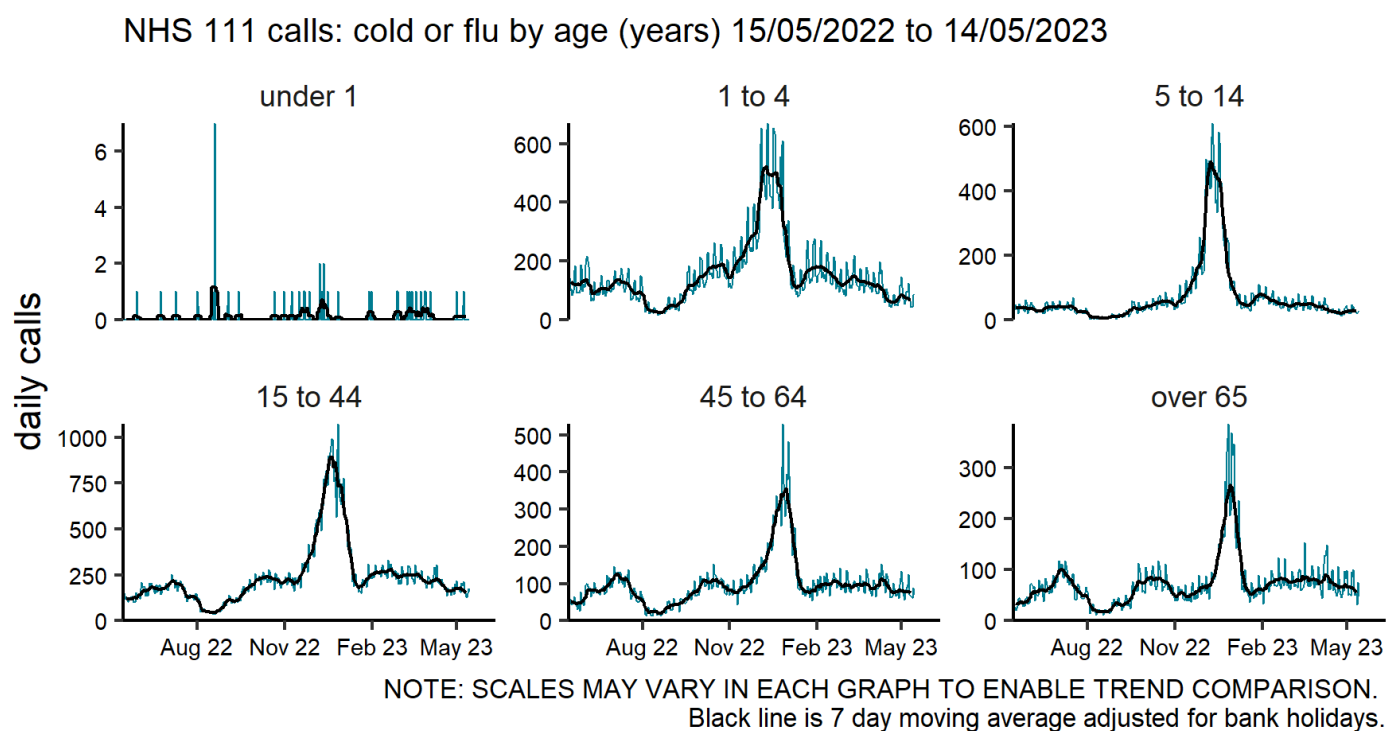 NHS 111 calls: cold or flu by age (years) 15/05/2022 to 14/05/2023
under 1
1 to 4
5 to 14
6
4
2
0
600
400
200
0
600
400
200
0
daily calls
15 to 44
45 to 64
over 65
1000
750
500
250
0
500
400
300
200
100
0
300
200
100
0
Aug 22 Nov 22 Feb 23 May 23
Aug 22 Nov 22 Feb 23 May 23
Aug 22 Nov 22 Feb 23 May 23
NOTE: SCALES MAY VARY IN EACH GRAPH TO ENABLE TREND COMPARISON.
Black line is 7 day moving average adjusted for bank holidays.